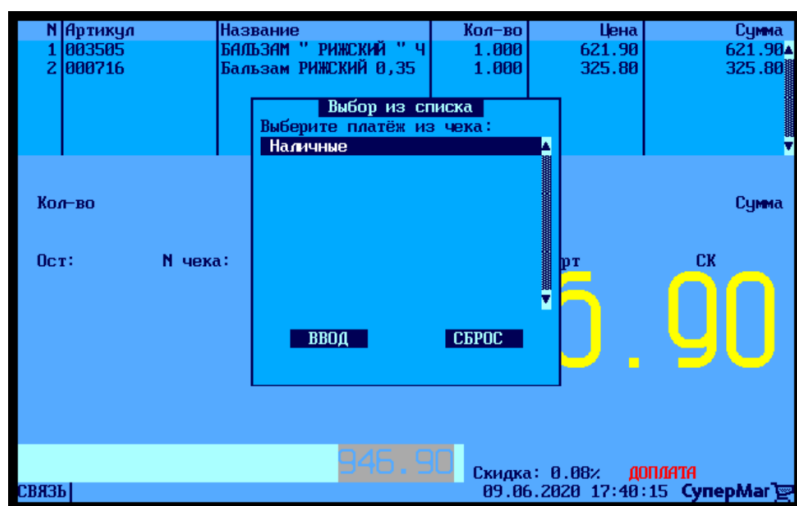 N Артикул Название Кол-во Цена Сумма
1 003505 БАЛЬЗАМ " РИЖСКИЙ " Ч 1.000 621.90 621.90
2 000716 Бальзам РИЖСКИЙ 0,35 1.000 325.80 325.80
Выбор из списка
Выберите платёж из чека:
Наличные
Кол-во Сумма
Ост: N чека: рт СК
6.90
ВВОД СБРОС
946.90
Скидка: 0.08% ДОПЛАТА
СВЯЗЬ 09.06.2020 17:40:15 СуперМаг